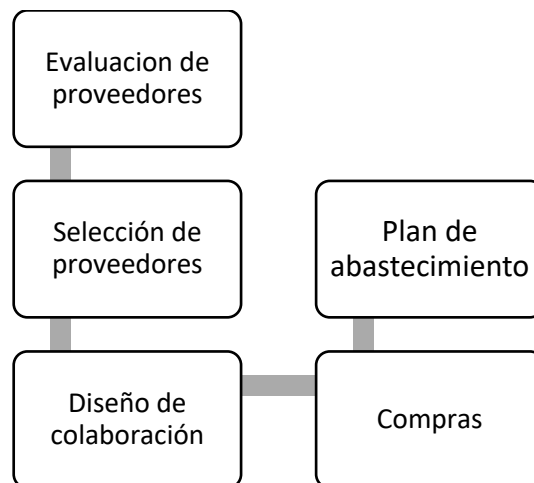 Evaluacion de
proveedores
Selección de
proveedores
Diseño de
colaboración
Compras
Plan de
abastecimiento